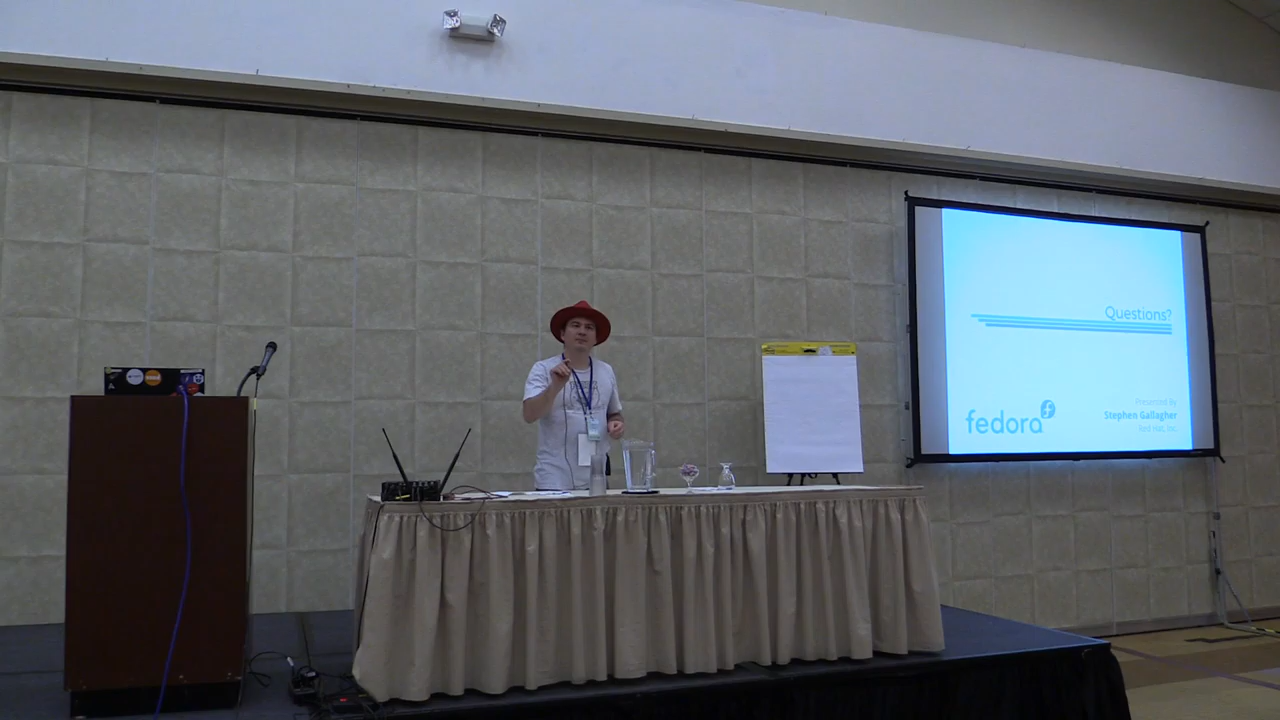 Questions?
fedora
Presented By
Stephen Gallagher
Red Hat, Inc.